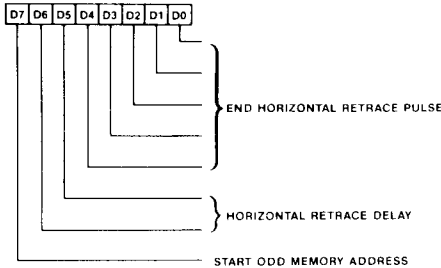 D7 D6 D5 D4 D3 D2 D1 D0
END HORIZONTAL RETRACE PULSE
HORIZONTAL RETRACE DELAY
START ODD MEMORY ADDRESS